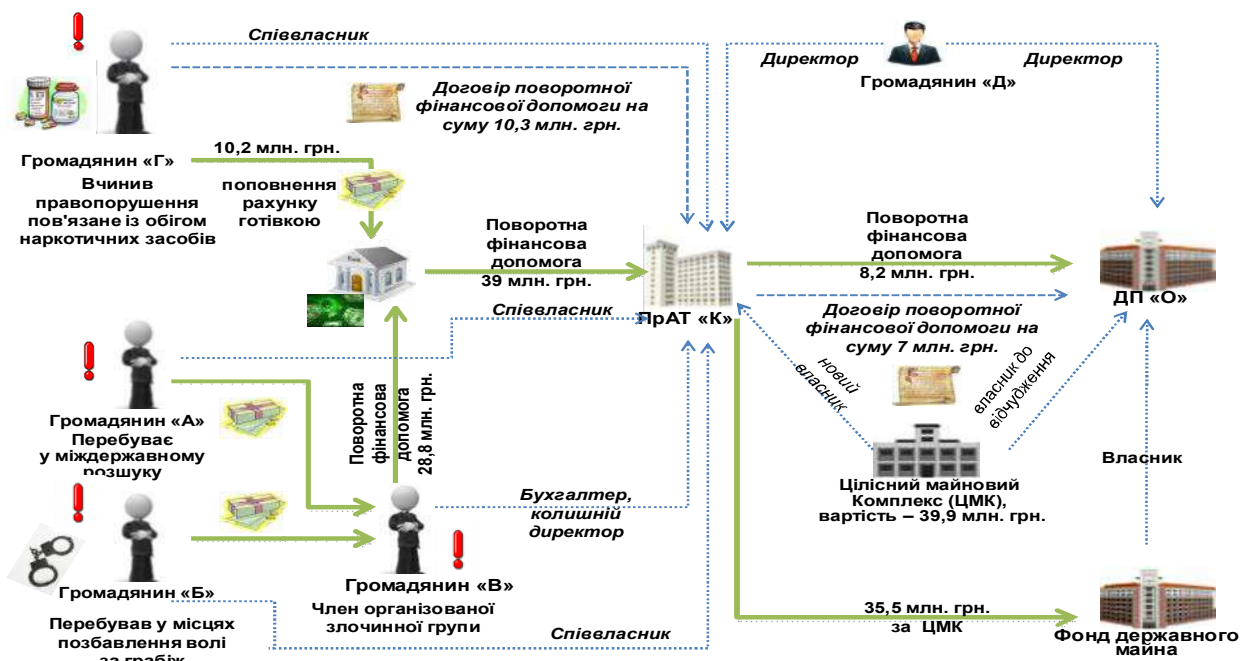 Співвласник
Директор
Директор
Громадянин «Д»
Договір поворотної
фінансової допомоги на
суму 10,3 млн. грн.
Громадянин «Г»
10,2 млн. грн.
Вчинив
правопорушення
пов'язане із обігом
наркотичних засобів
поповнення
рахунку
готівкою
Поворотна
фінансова
допомога
39 млн. грн.
Поворотна
фінансова
допомога
8,2 млн. грн.
ПрАТ «К»
ДП «О»
Співвласник
Договір поворотної
фінансової допомоги на
суму 7 млн. грн.
новий
власник
власник до
відчудження
Громадянин «А»
Перебуває
у міждержавному
розшуку
Поворотна
фінансова
допомога
28,8 млн. грн.
Власник
Цілісний майновий
Комплекс (ЦМК),
вартість – 39,9 млн. грн.
Бухгалтер,
колишній
директор
Громадянин «Б»
Перебував у місцях
позбавлення волі
за грабіж
Громадянин «В»
Член організованої
злочинної групи
Співвласник
35,5 млн. грн.
за ЦМК
Фонд державного
майна